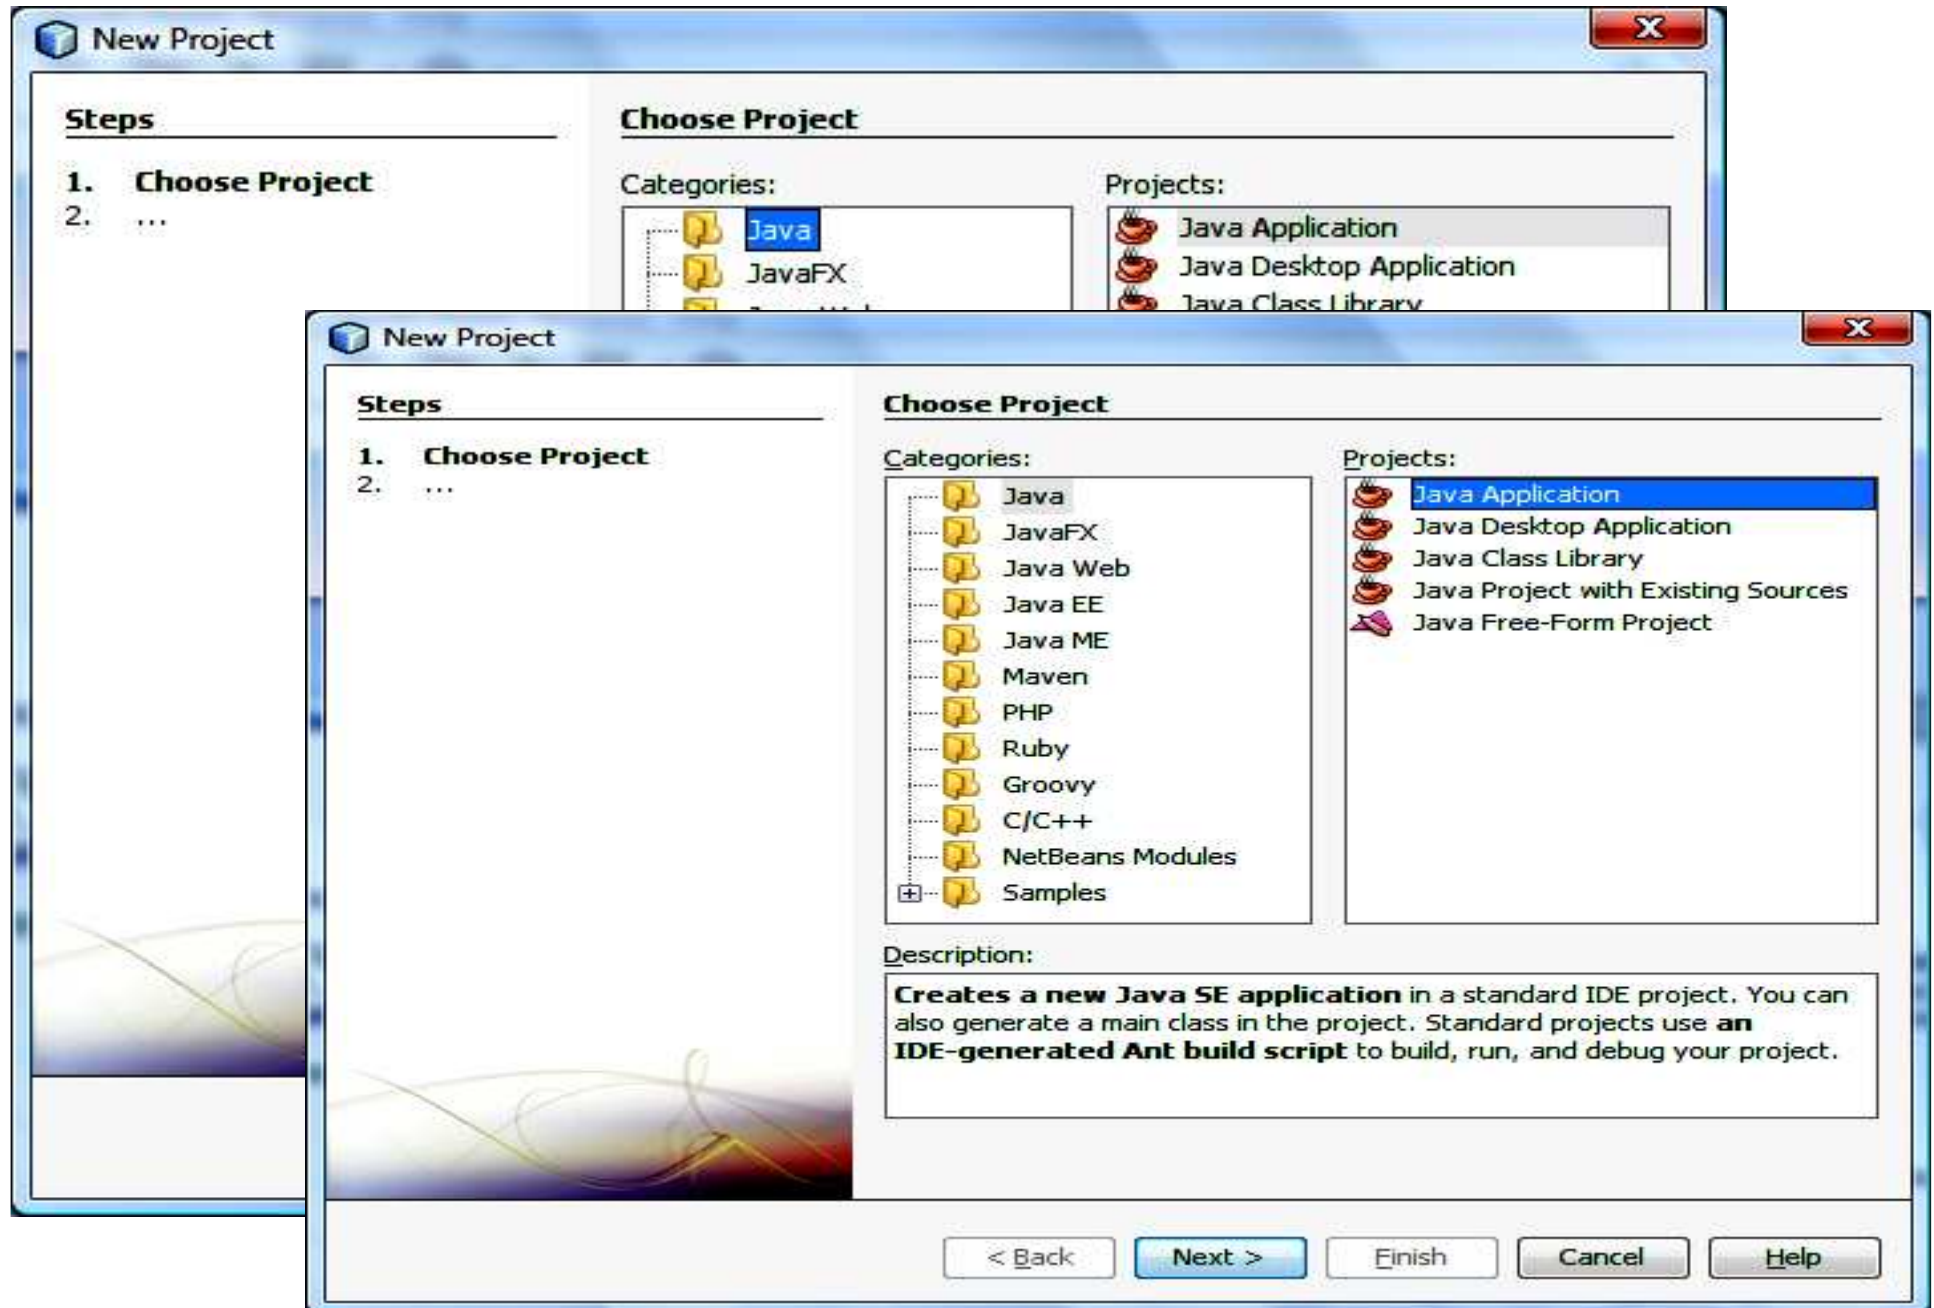 New Project
Steps
1. Choose Project
2. ...
Choose Project
Categories:
Java
JavaFX
Projects:
Java Application
Java Desktop Application
Java Class Library
New Project
Steps
1. Choose Project
2. ...
Choose Project
Categories:
Java
JavaFX
Java Web
Java EE
Java ME
Maven
PHP
Ruby
Groovy
C/C++
NetBeans Modules
Samples
Projects:
Java Application
Java Desktop Application
Java Class Library
Java Project with Existing Sources
Java Free-Form Project
Description:
Creates a new Java SE application in a standard IDE project. You can
also generate a main class in the project. Standard projects use an
IDE-generated Ant build script to build, run, and debug your project.
< Back
Next >
Finish
Cancel
Help